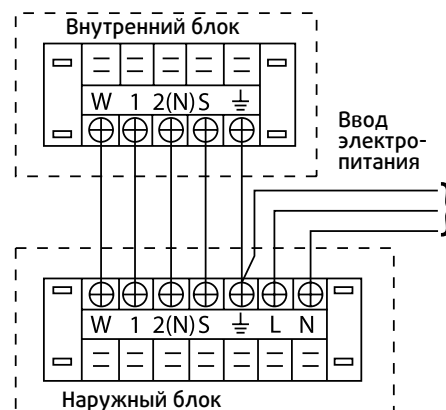 Внутренний блок
W 1 2(N) S
Ввод
электро-
питания
W 1 2(N) S L N
Наружный блок